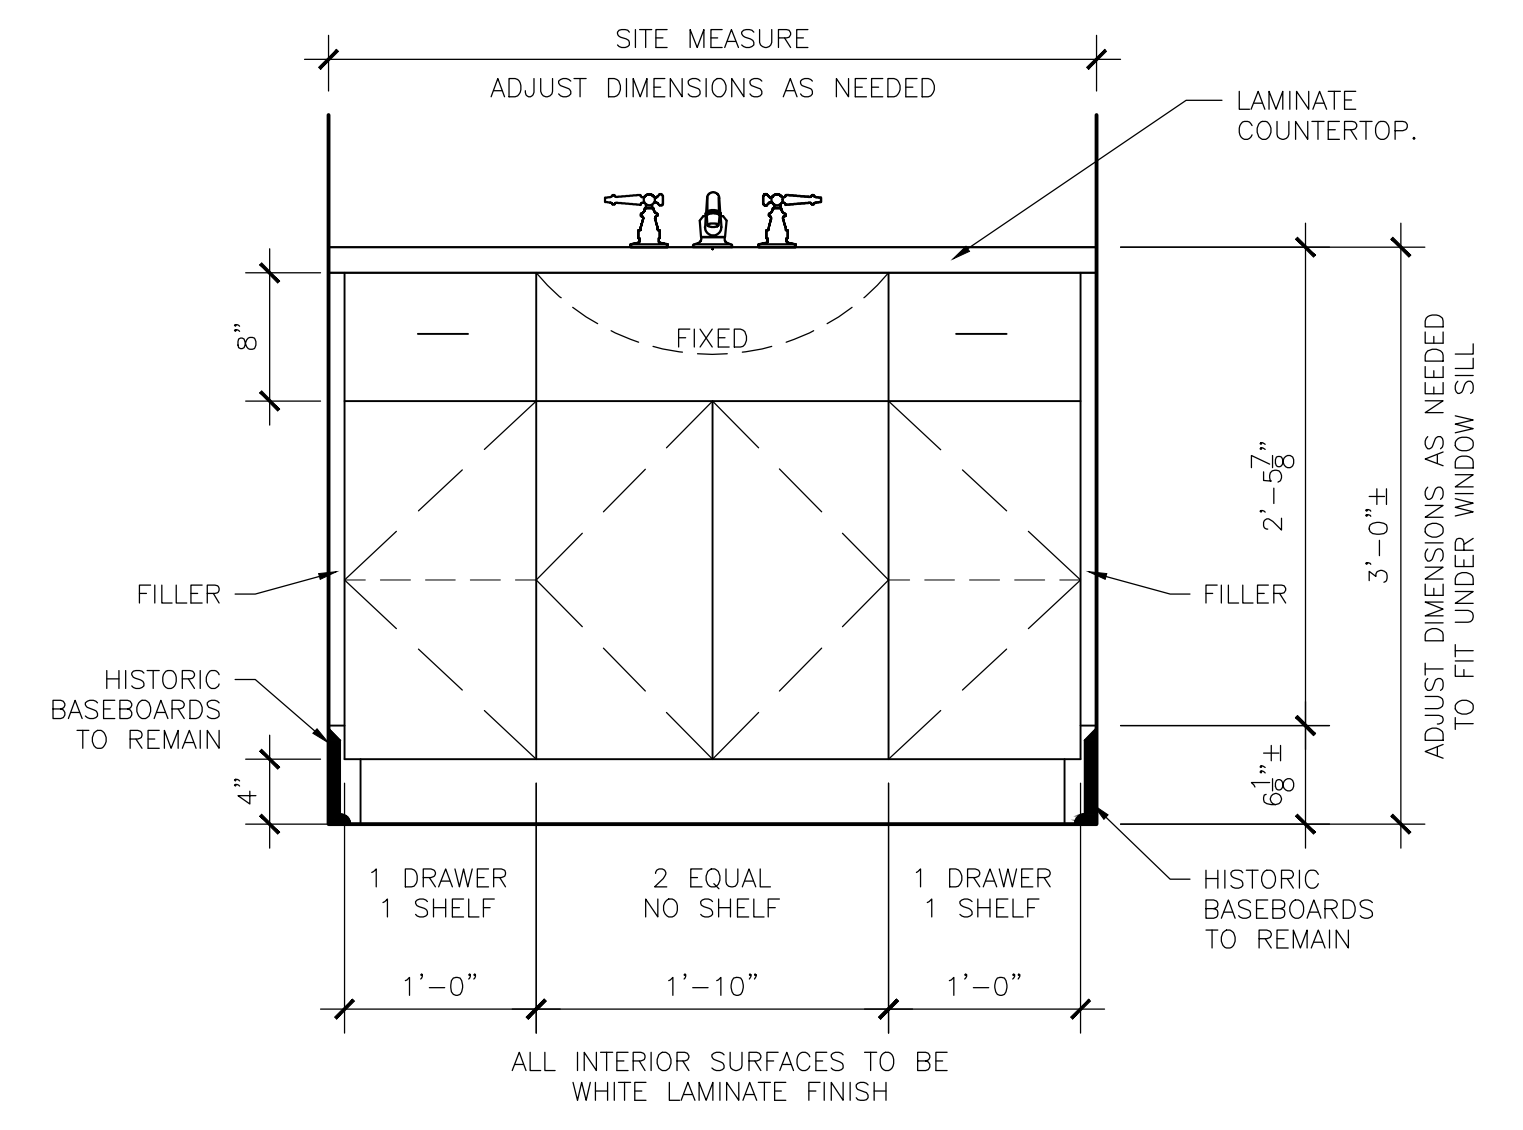 SITE MEASURE
ADJUST DIMENSIONS AS NEEDED
LAMINATE
COUNTERTOP.
8"
FIXED
FILLER
HISTORIC
BASEBOARDS
TO REMAIN
4"
FILLER
2'-5 7/8"
6 1/8"±
3'-0"±
ADJUST DIMENSIONS AS NEEDED
TO FIT UNDER WINDOW SILL
HISTORIC
BASEBOARDS
TO REMAIN
1 DRAWER
1 SHELF
2 EQUAL
NO SHELF
1 DRAWER
1 SHELF
1'-0"
1'-10"
1'-0"
ALL INTERIOR SURFACES TO BE
WHITE LAMINATE FINISH